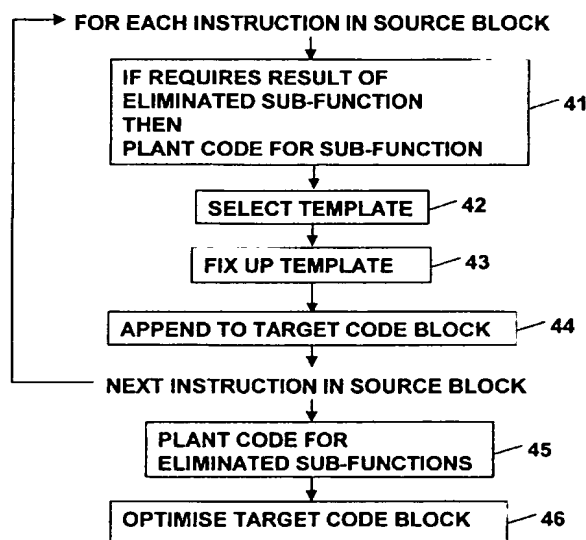 FOR EACH INSTRUCTION IN SOURCE BLOCK
IF REQUIRES RESULT OF
ELIMINATED SUB-FUNCTION
THEN
PLANT CODE FOR SUB-FUNCTION
41
SELECT TEMPLATE
42
FIX UP TEMPLATE
43
APPEND TO TARGET CODE BLOCK
44
NEXT INSTRUCTION IN SOURCE BLOCK
PLANT CODE FOR
ELIMINATED SUB-FUNCTIONS
45
OPTIMISE TARGET CODE BLOCK
46